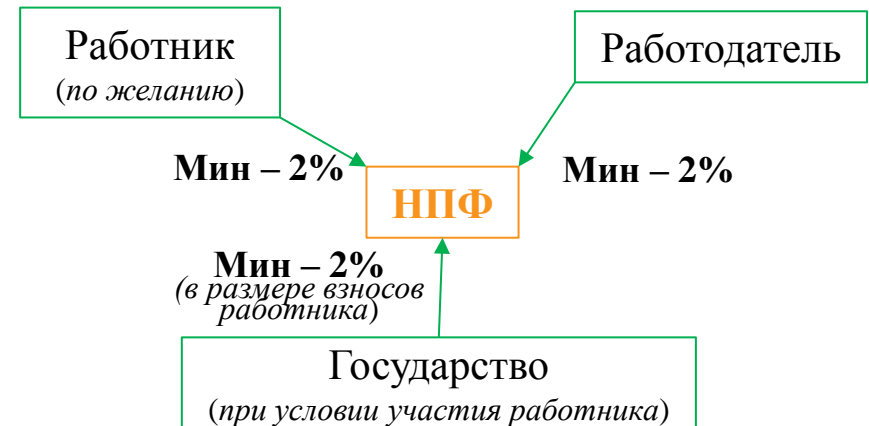 Работник
(по желанию)
Работодатель
Мин – 2%
Мин – 2%
НПФ
Мин – 2%
(в размере взносов
работника)
Государство
(при условии участия работника)